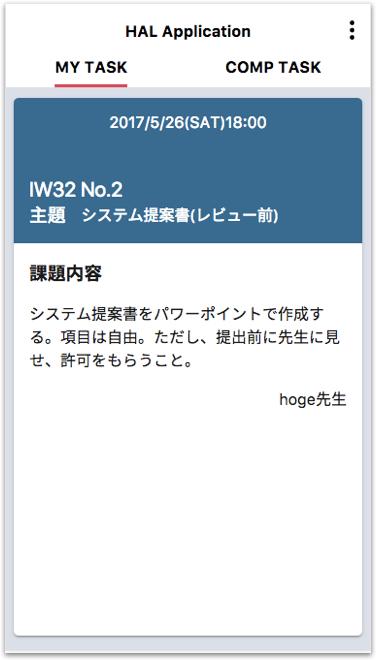 HAL Application
MY TASK COMP TASK
2017/5/26(SAT)18:00
IW32 No.2
主題 システム提案書(レビュー前)
課題内容
システム提案書をパワーポイントで作成す
る。項目は自由。ただし、提出前に先生に見
せ、許可をもらうこと。
hoge先生